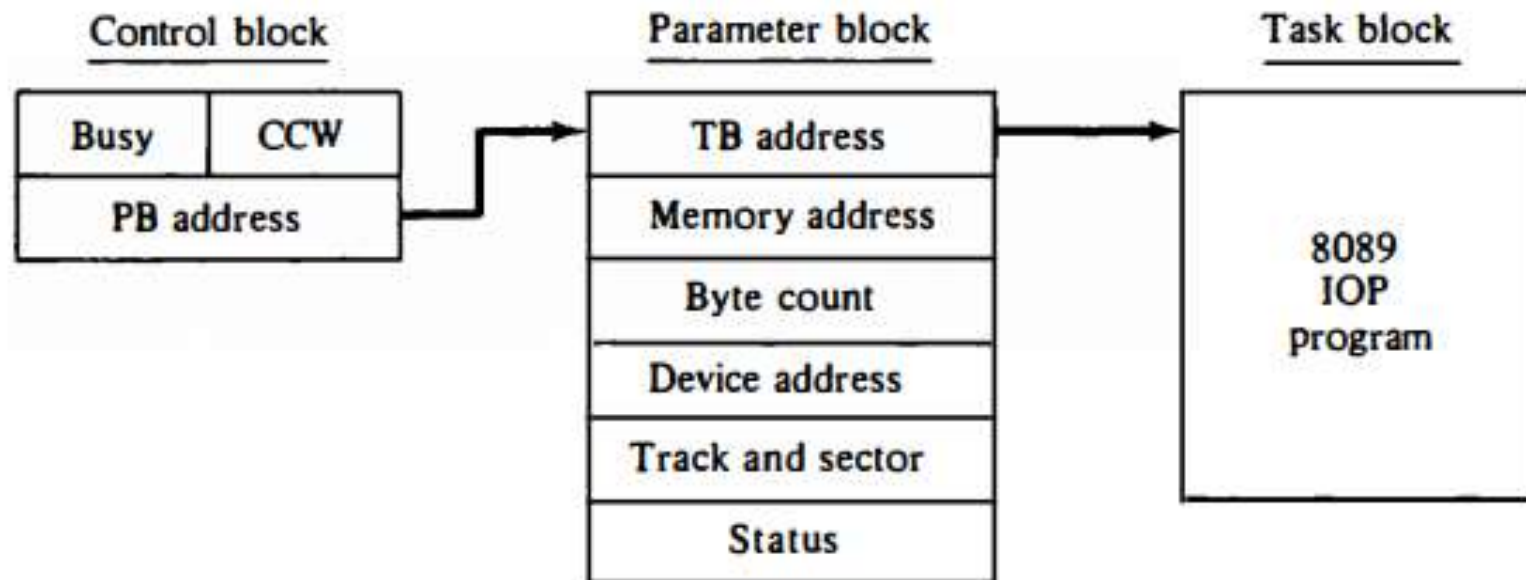 Control block
Busy
CCW
PB address
Parameter block
TB address
Memory address
Byte count
Device address
Track and sector
Status
Task block
8089
IOP
program